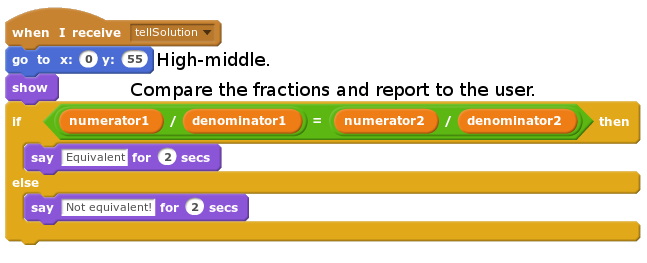 when I receive tellSolution
go to x: 0 y: 55 High-middle.
show
Compare the fractions and report to the user.
if numerator1 / denominator1 = numerator2 / denominator2 then
say Equivalent for 2 secs
else
say Not equivalent! for 2 secs